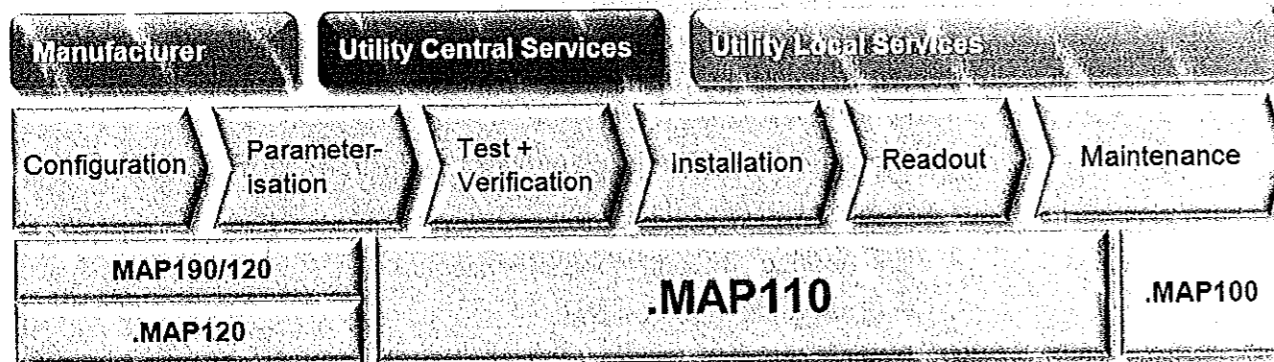 Manufacturer
Utility Central Services
Utility Local Services
Configuration
Parameter-
isation
Test +
Verification
Installation
Readout
Maintenance
MAP190/120
.MAP120
.MAP110
.MAP100